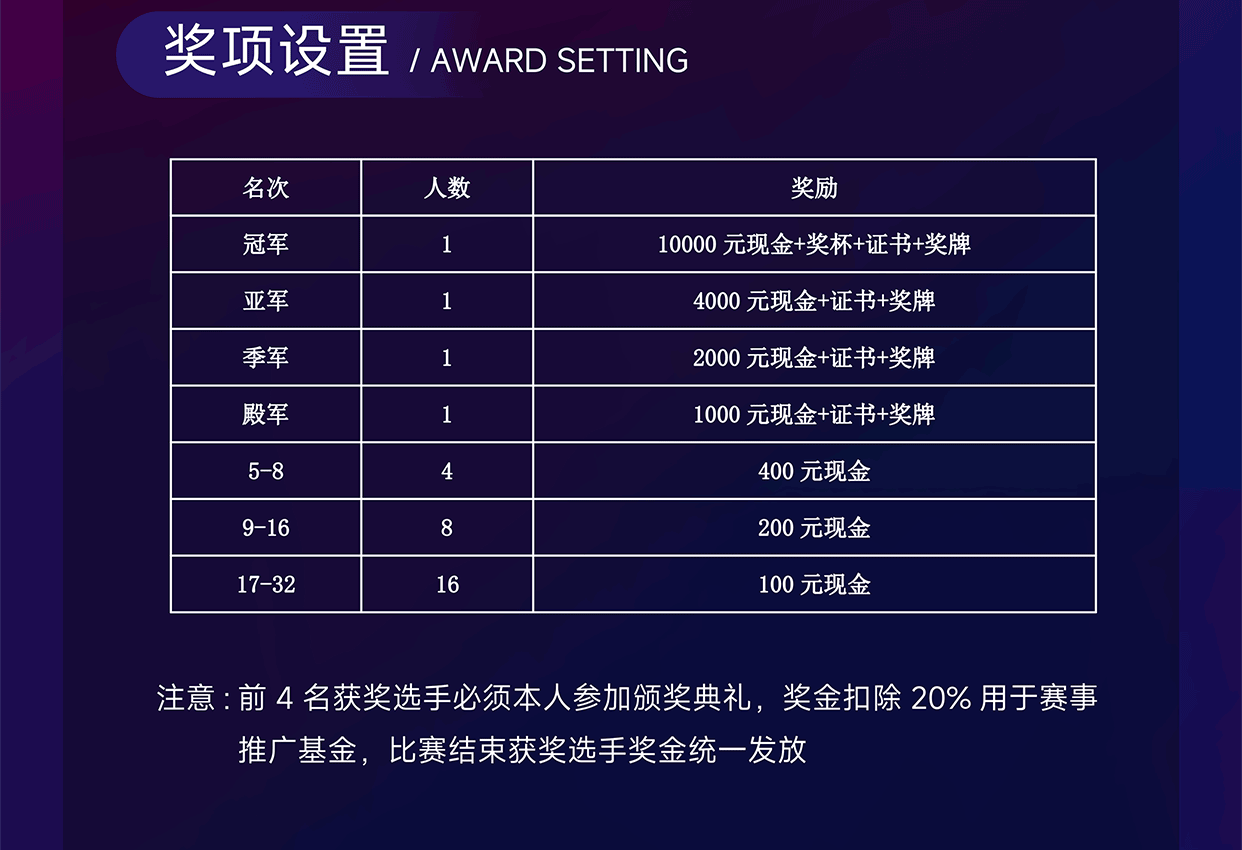 奖项设置 / AWARD SETTING
名次 人数 奖励
冠军 1 10000 元现金+奖杯+证书+奖牌
亚军 1 4000 元现金+证书+奖牌
季军 1 2000 元现金+证书+奖牌
殿军 1 1000 元现金+证书+奖牌
5-8 4 400 元现金
9-16 8 200 元现金
17-32 16 100 元现金
注意：前 4 名获奖选手必须本人参加颁奖典礼，奖金扣除 20% 用于赛事
推广基金，比赛结束获奖选手奖金统一发放